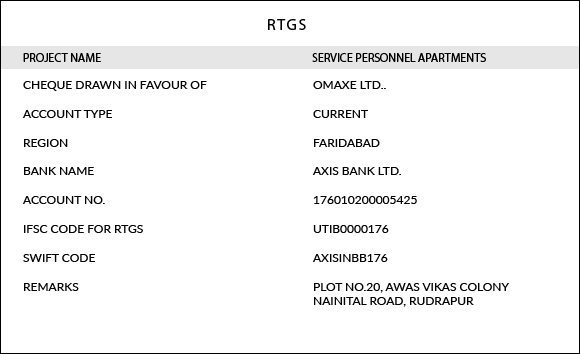 RTGS
PROJECT NAME SERVICE PERSONNEL APARTMENTS
CHEQUE DRAWN IN FAVOUR OF OMAXE LTD..
ACCOUNT TYPE CURRENT
REGION FARIDABAD
BANK NAME AXIS BANK LTD.
ACCOUNT NO. 176010200005425
IFSC CODE FOR RTGS UTIB0000176
SWIFT CODE AXISINBB176
REMARKS PLOT NO.20, AWAS VIKAS COLONY
NAINITAL ROAD, RUDRAPUR